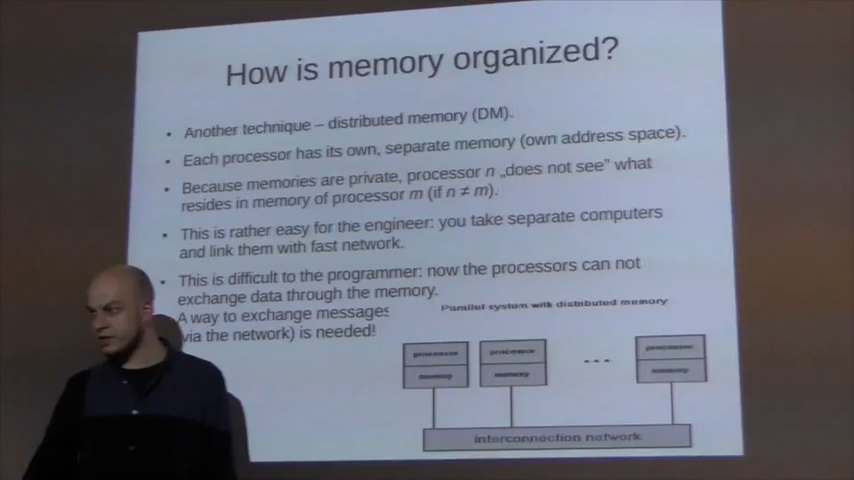 How is memory organized?
• Another technique – distributed memory (DM).
• Each processor has its own, separate memory (own address space).
• Because memories are private, processor n „does not see” what
resides in memory of processor m (if n ≠ m).
• This is rather easy for the engineer: you take separate computers
and link them with fast network.
• This is difficult to the programmer: now the processors can not
exchange data through the memory.
A way to exchange messages
via the network) is needed!
Parallel system with distributed memory
processor processor ... processor
memory memory memory
interconnection network